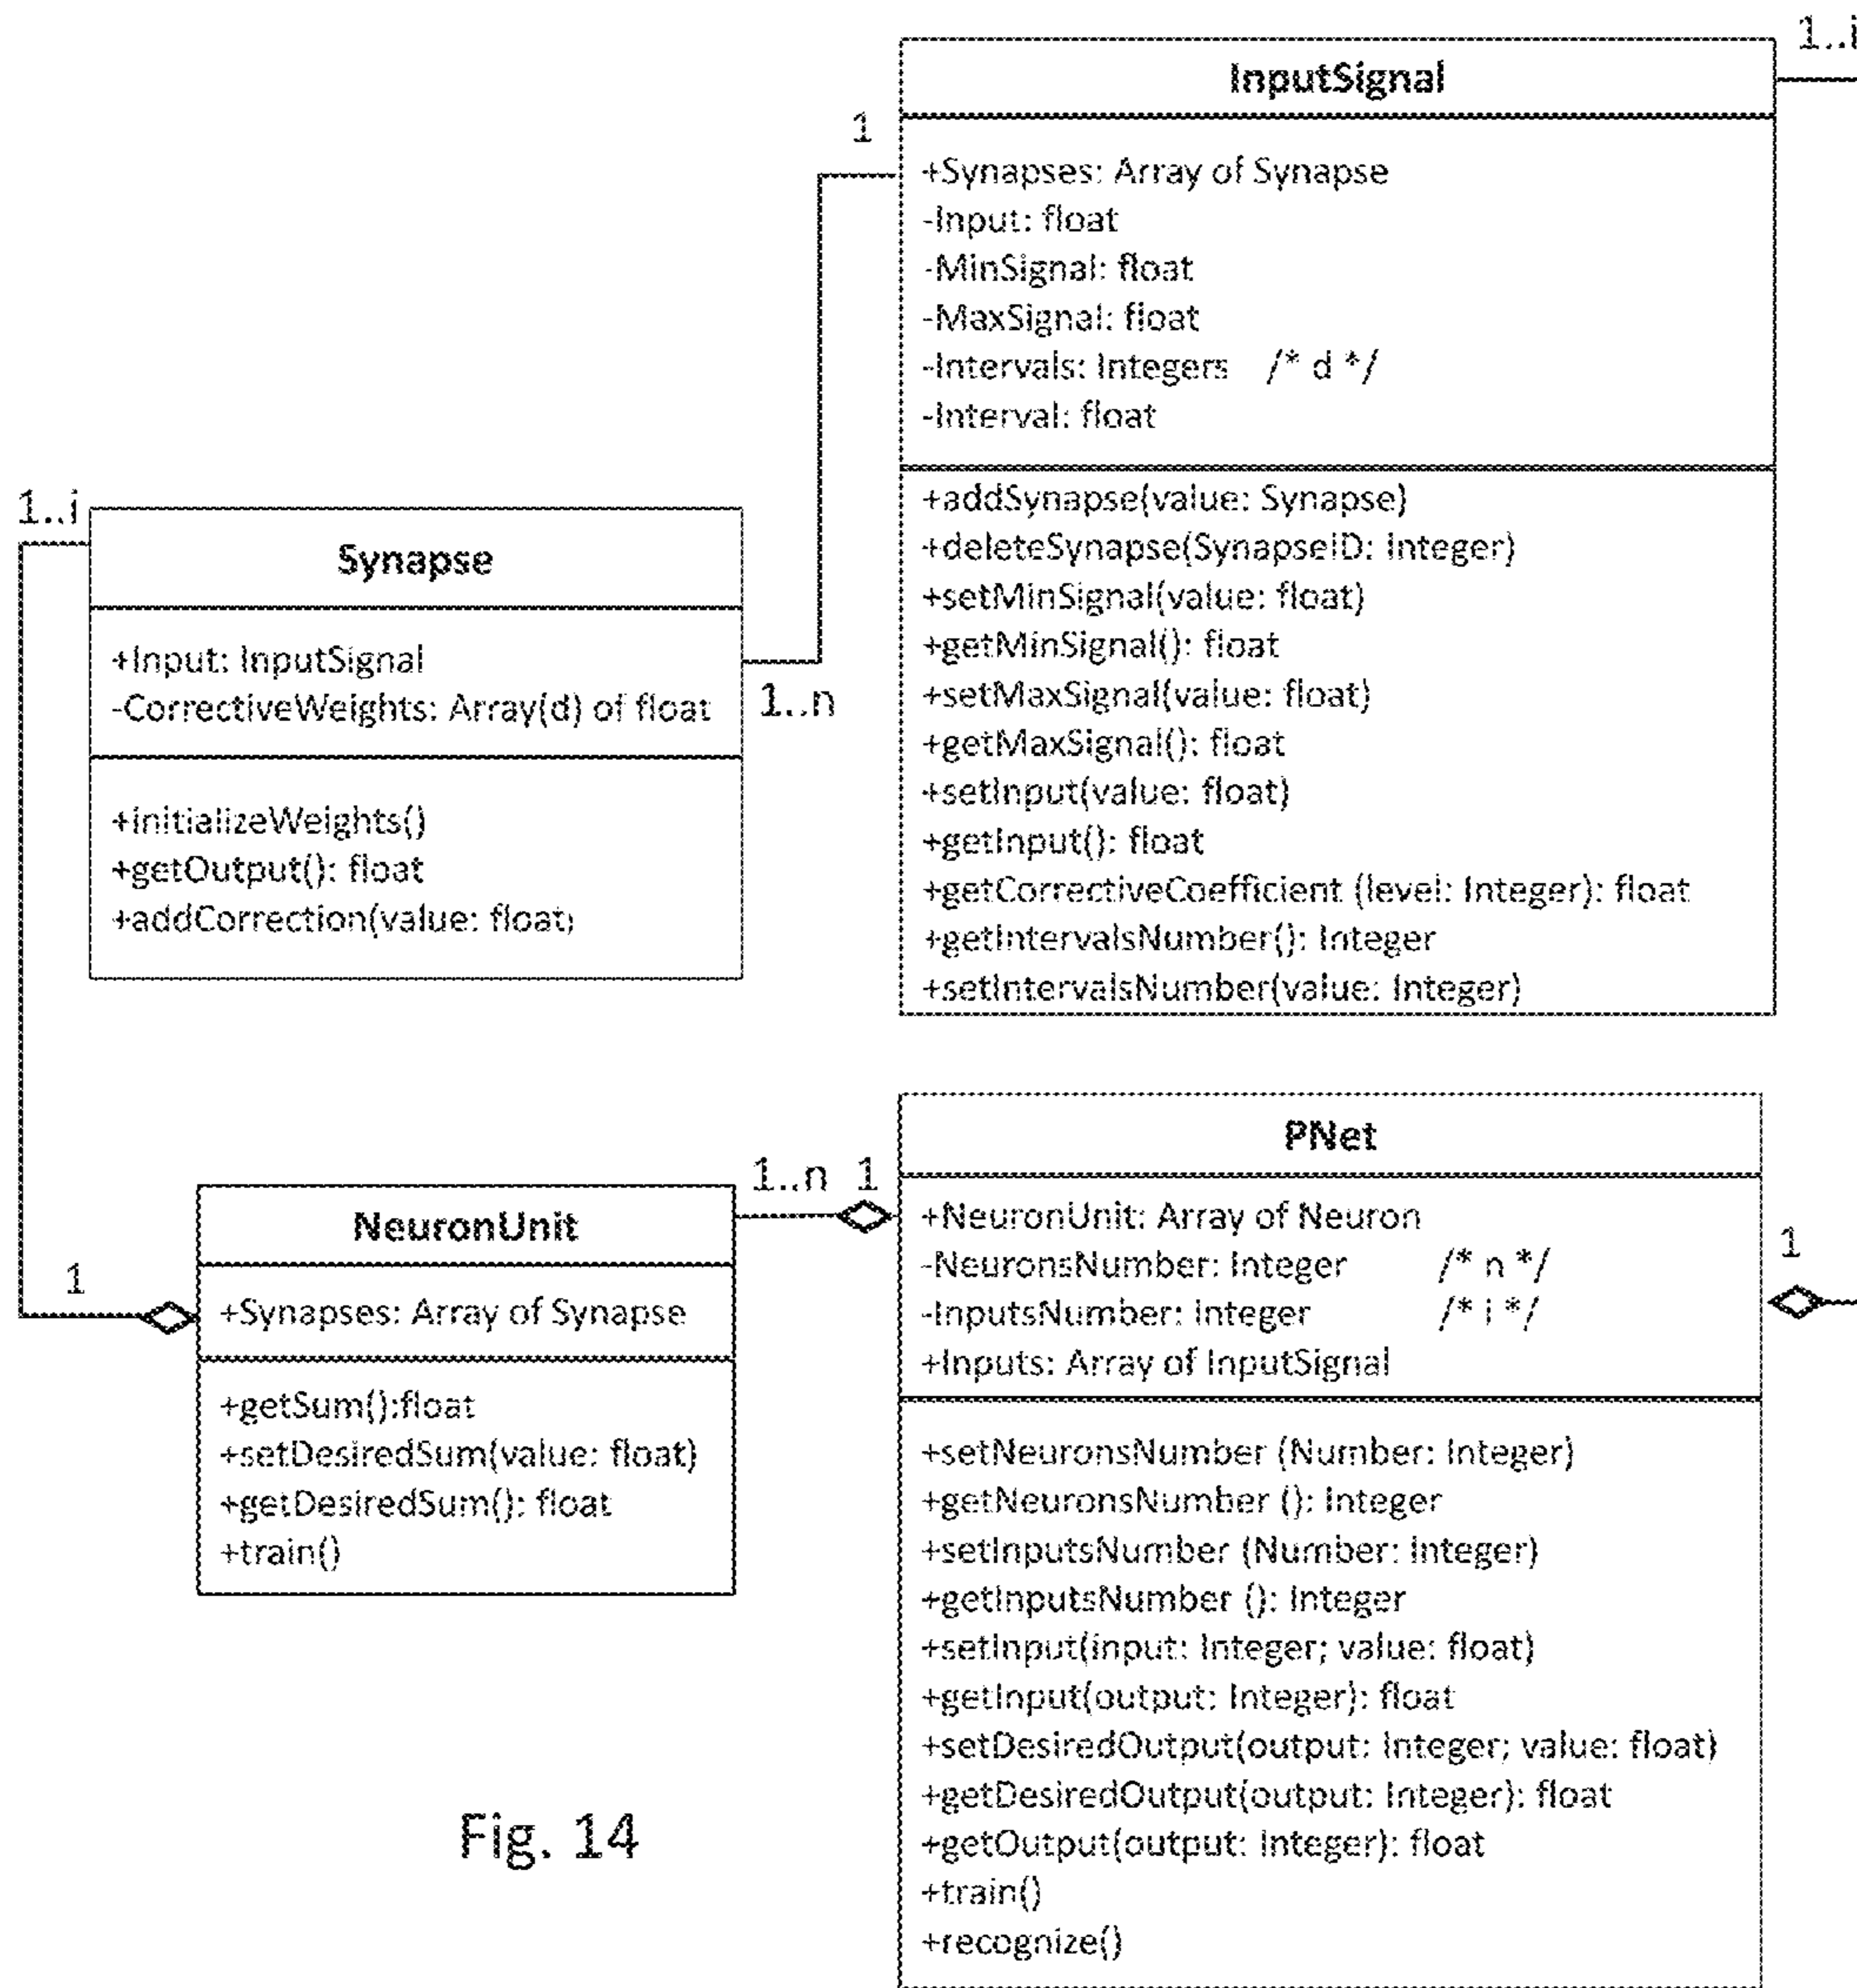 1..i
InputSignal
1
+Synapses: Array of Synapse
-Input: float
-MinSignal: float
-MaxSignal: float
-Intervals: Integers /* d */
-Interval: float
+addSynapse(value: Synapse)
+deleteSynapse(SynapseID: Integer)
+setMinSignal(value: float)
+getMinSignal(): float
+setMaxSignal(value: float)
+getMaxSignal(): float
+setInput(value: float)
+getInput(): float
+getCorrectiveCoefficient (level: Integer): float
+getIntervalsNumber(): Integer
+setIntervalsNumber(value: Integer)
1..i
Synapse
+Input: InputSignal
-CorrectiveWeights: Array(d) of float
1..n
+initializeWeights()
+getOutput(): float
+addCorrection(value: float)
1..n 1
NeuronUnit
1
+Synapses: Array of Synapse
+getSum():float
+setDesiredSum(value: float)
+getDesiredSum(): float
+train()
PNet
+NeuronUnit: Array of Neuron
-NeuronsNumber: Integer /* n */
-InputsNumber: Integer /* i */
+Inputs: Array of InputSignal
1
+setNeuronsNumber (Number: Integer)
+getNeuronsNumber (): Integer
+setInputsNumber (Number: Integer)
+getInputsNumber (): Integer
+setInput(input: Integer; value: float)
+getInput(output: Integer): float
+setDesiredOutput(output: Integer; value: float)
+getDesiredOutput(output: Integer): float
+getOutput(output: Integer): float
+train()
+recognize()
Fig. 14